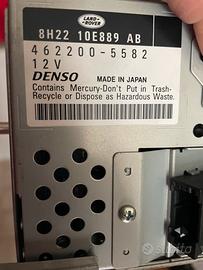 LAND-
ROVER
8H22 10E889 AB
462200-5582
12V
DENSO
MADE IN JAPAN
Contains Mercury-Don't Put in Trash-
Recycle or Dispose as Hazardous Waste.
subito